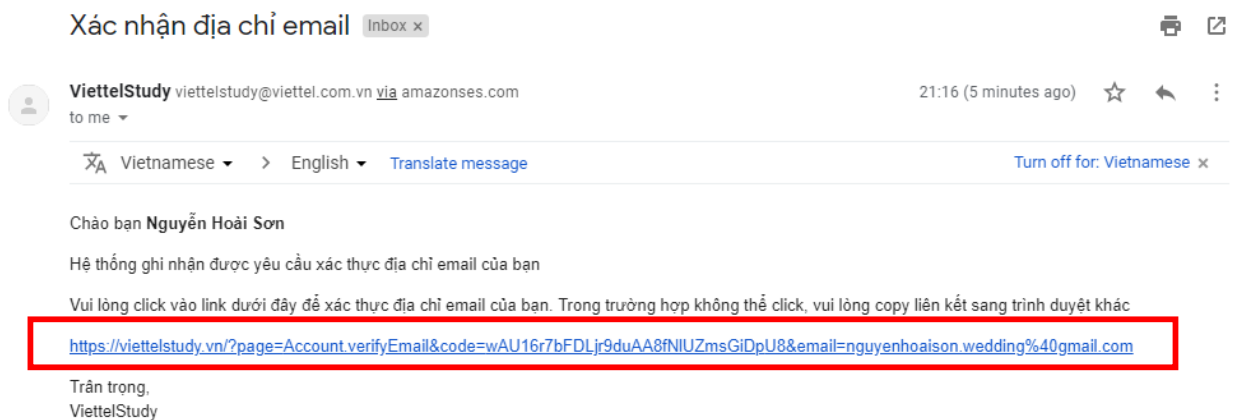 Xác nhận địa chỉ email Inbox x
ViettelStudy viettelstudy@viettel.com.vn via amazonses.com 21:16 (5 minutes ago)
to me
Vietnamese > English Translate message Turn off for: Vietnamese x
Chào bạn Nguyễn Hoài Sơn
Hệ thống ghi nhận được yêu cầu xác thực địa chỉ email của bạn
Vui lòng click vào link dưới đây để xác thực địa chỉ email của bạn. Trong trường hợp không thể click, vui lòng copy liên kết sang trình duyệt khác
https://viettelstudy.vn/?page=Account.verifyEmail&code=wAU16r7bFDLjr9duAA8fNlUZmsGiDpU8&email=nguyenhoaison.wedding%40gmail.com
Trân trọng,
ViettelStudy